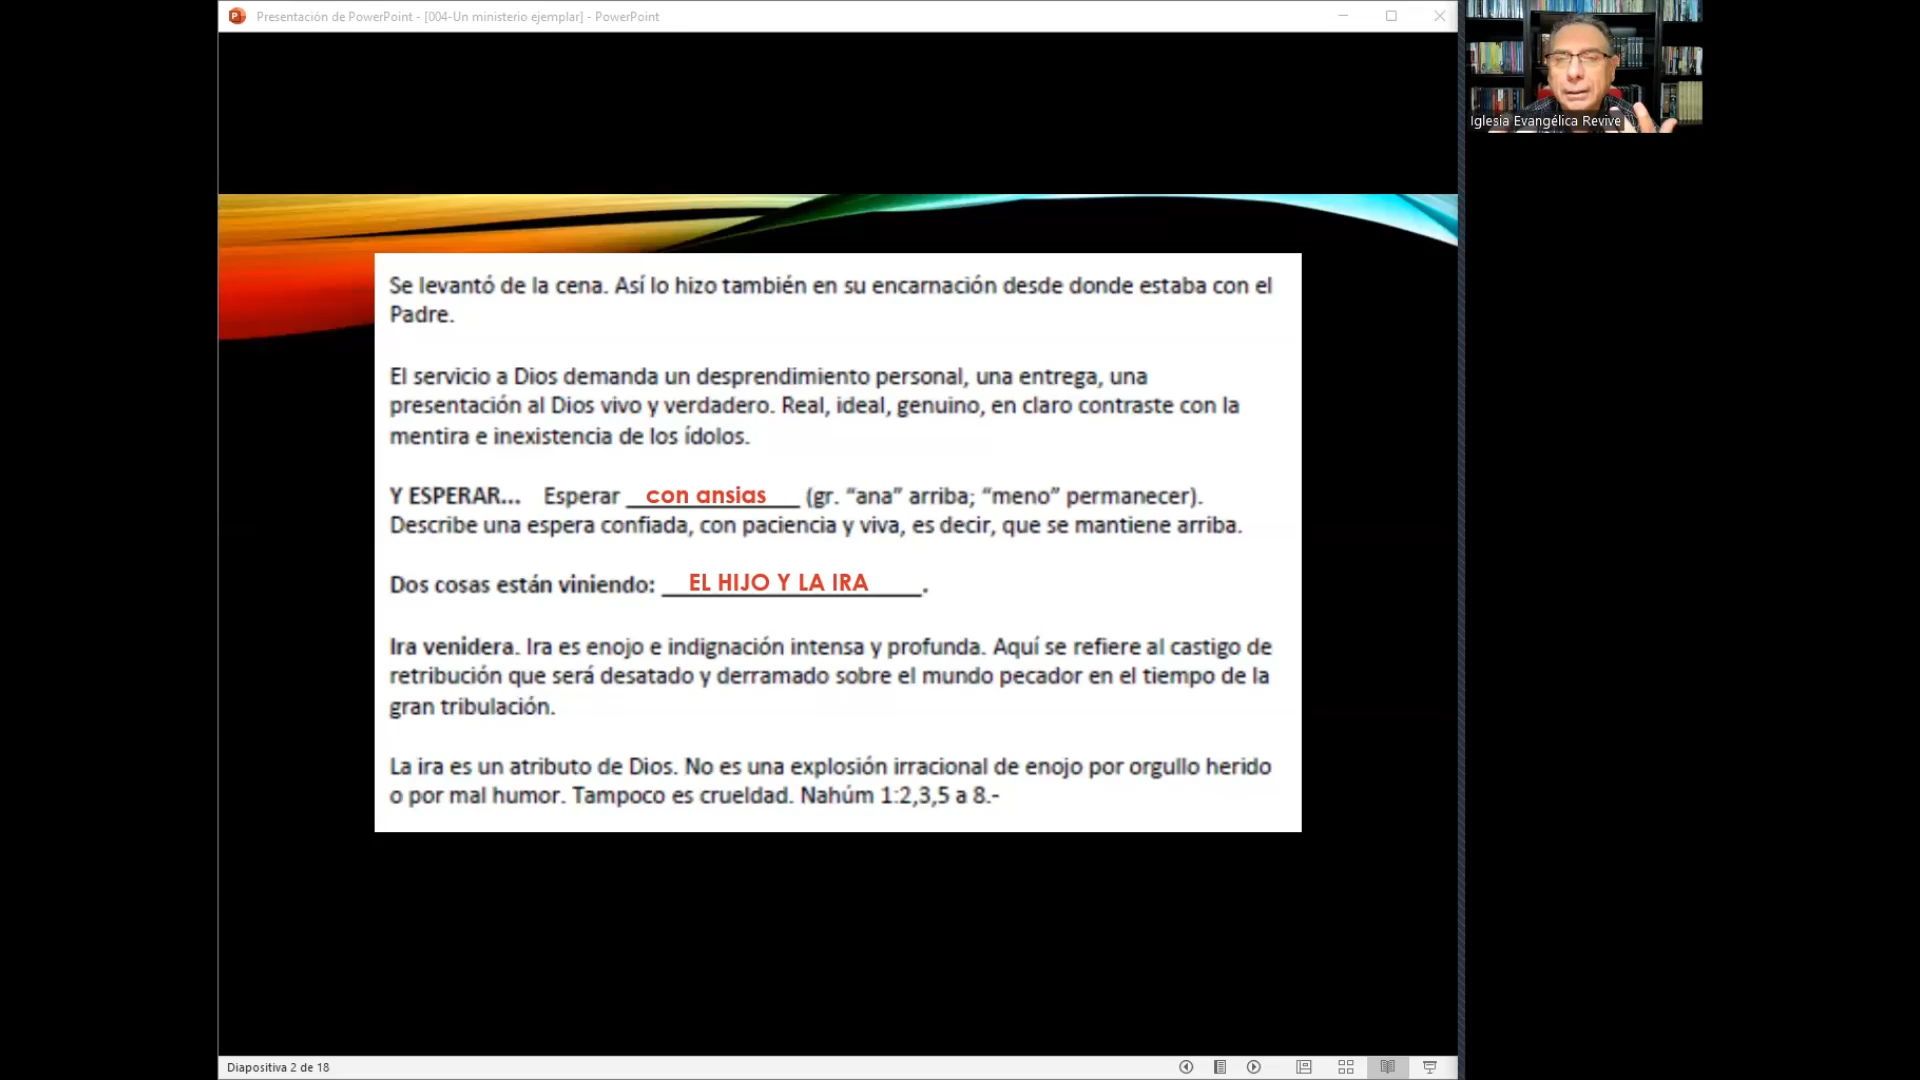 Presentación de PowerPoint - [004-Un ministerio ejemplar] - PowerPoint
Iglesia Evangélica Revive
Se levantó de la cena. Así lo hizo también en su encarnación desde donde estaba con el
Padre.
El servicio a Dios demanda un desprendimiento personal, una entrega, una
presentación al Dios vivo y verdadero. Real, ideal, genuino, en claro contraste con la
mentira e inexistencia de los ídolos.
Y ESPERAR... Esperar con ansias (gr. “ana” arriba; “meno” permanecer).
Describe una espera confiada, con paciencia y viva, es decir, que se mantiene arriba.
Dos cosas están viniendo: EL HIJO Y LA IRA.
Ira venidera. Ira es enojo e indignación intensa y profunda. Aquí se refiere al castigo de
retribución que será desatado y derramado sobre el mundo pecador en el tiempo de la
gran tribulación.
La ira es un atributo de Dios. No es una explosión irracional de enojo por orgullo herido
o por mal humor. Tampoco es crueldad. Nahúm 1:2,3,5 a 8.-
Diapositiva 2 de 18